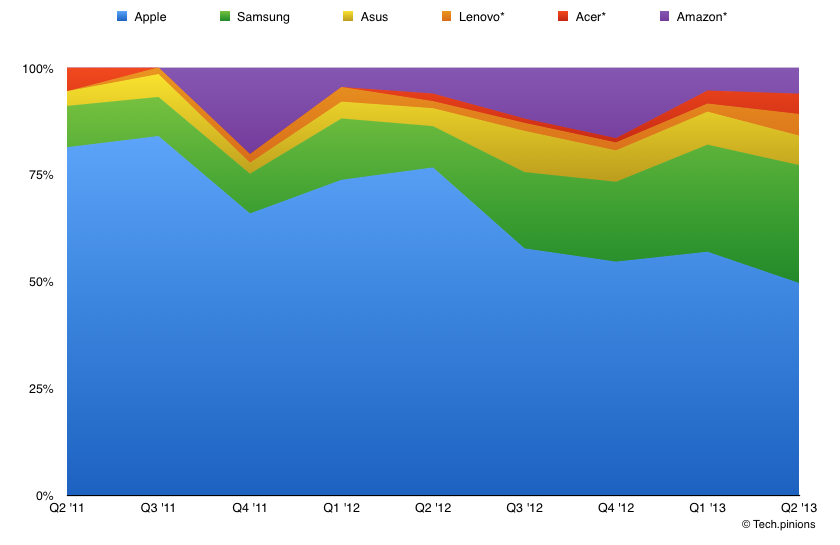 Apple Samsung Asus Lenovo* Acer* Amazon*
100%
75%
50%
25%
0%
Q2 '11 Q3 '11 Q4 '11 Q1 '12 Q2 '12 Q3 '12 Q4 '12 Q1 '13 Q2 '13
© Tech.pinions